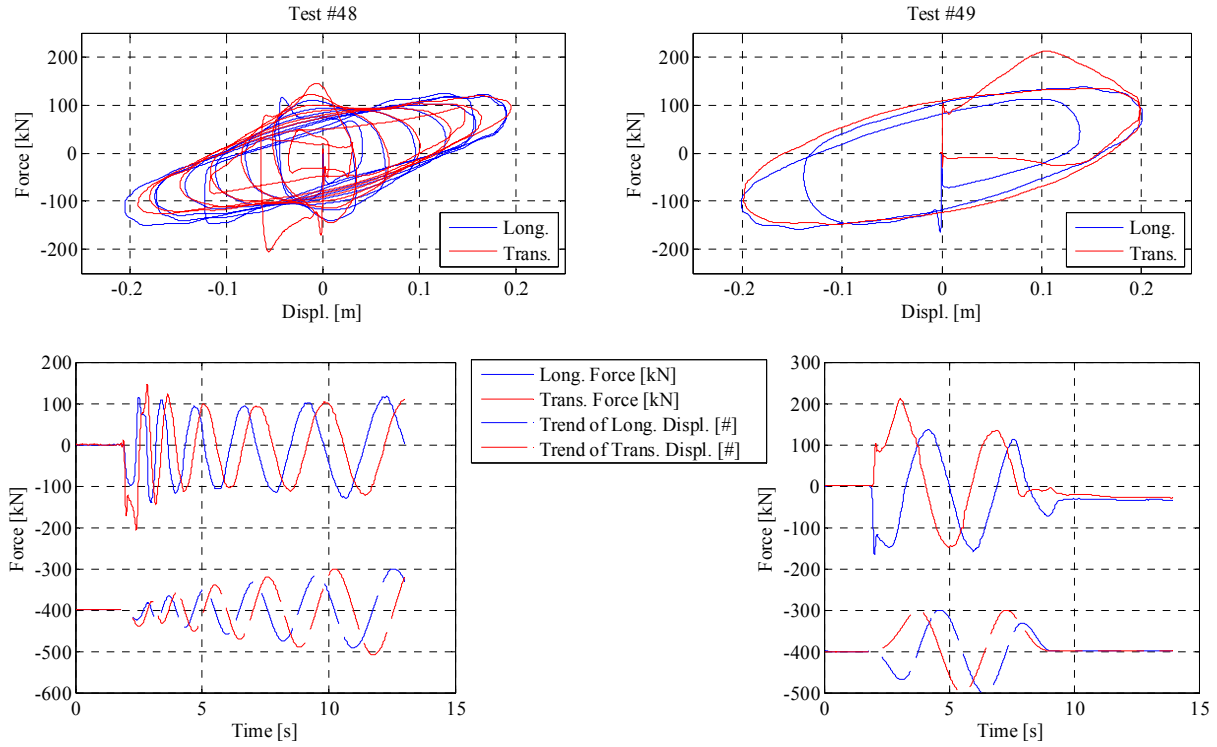 Test #48
Test #49
Force [kN]
200
100
0
-100
-200
-0.2
-0.1
0
0.1
0.2
Displ. [m]
Long.
Trans.
Force [kN]
200
100
0
-100
-200
-0.2
-0.1
0
0.1
0.2
Displ. [m]
Long.
Trans.
Force [kN]
200
100
0
-100
-200
-300
-400
-500
-600
0
5
10
15
Time [s]
Long. Force [kN]
Trans. Force [kN]
Trend of Long. Displ. [#]
Trend of Trans. Displ. [#]
Force [kN]
300
200
100
0
-100
-200
-300
-400
-500
0
5
10
15
Time [s]